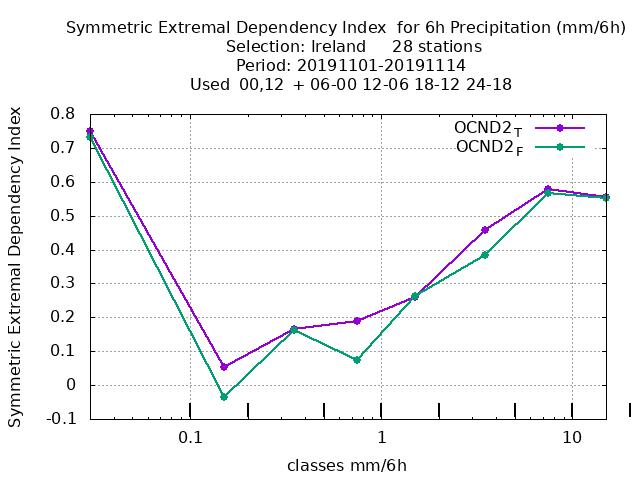 Symmetric Extremal Dependency Index for 6h Precipitation (mm/6h)
Selection: Ireland 28 stations
Period: 20191101-20191114
Used 00,12 + 06-00 12-06 18-12 24-18
Symmetric Extremal Dependency Index
0.8
0.7
0.6
0.5
0.4
0.3
0.2
0.1
0
-0.1
OCND2T
OCND2F
0.1 1 10
classes mm/6h